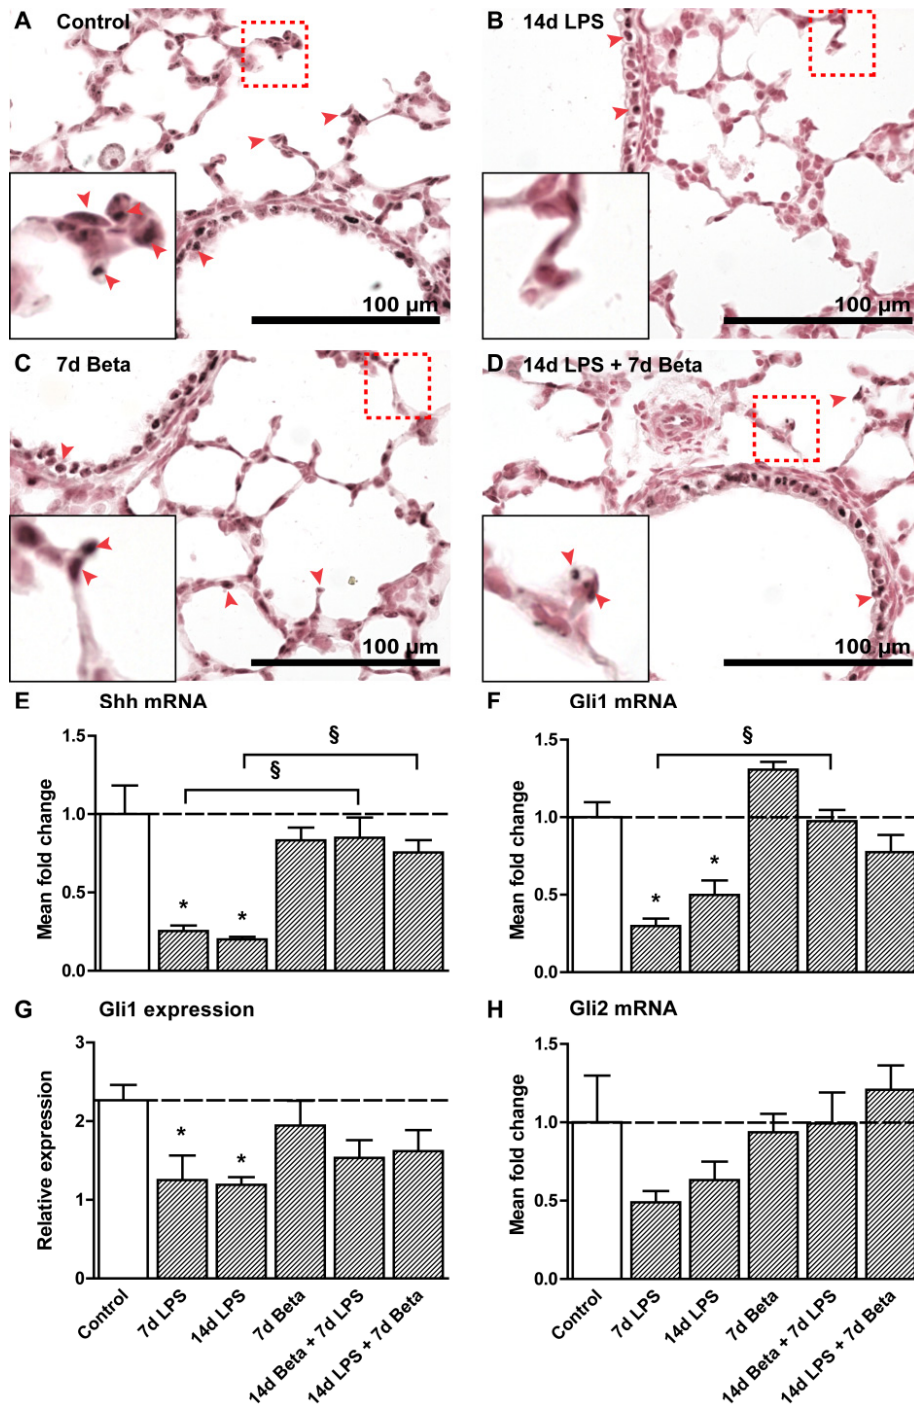 A Control
B 14d LPS
100 µm
100 µm
C 7d Beta
D 14d LPS + 7d Beta
100 µm
100 µm
E Shh mRNA
Mean fold change
1.5
1.0
0.5
0.0
§
§
*
*
F Gli1 mRNA
Mean fold change
1.5
1.0
0.5
0.0
§
*
*
G Gli1 expression
Relative expression
3
2
1
0
*
*
Control
7d LPS
14d LPS
7d Beta
14d Beta + 7d LPS
14d LPS + 7d Beta
H Gli2 mRNA
Mean fold change
1.5
1.0
0.5
0.0
Control
7d LPS
14d LPS
7d Beta
14d Beta + 7d LPS
14d LPS + 7d Beta